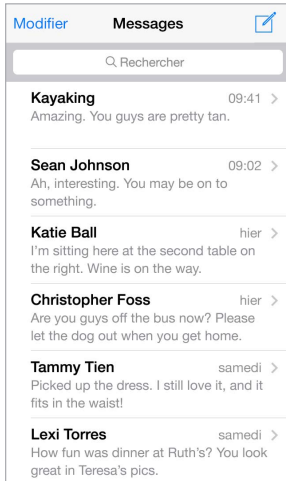 Modifier Messages
Rechercher
Kayaking 09:41
Amazing. You guys are pretty tan.
Sean Johnson 09:02
Ah, interesting. You may be on to
something.
Katie Ball hier
I'm sitting here at the second table on
the right. Wine is on the way.
Christopher Foss hier
Are you guys off the bus now? Please
let the dog out when you get home.
Tammy Tien samedi
Picked up the dress. I still love it, and it
fits in the waist!
Lexi Torres samedi
How fun was dinner at Ruth's? You look
great in Teresa's pics.